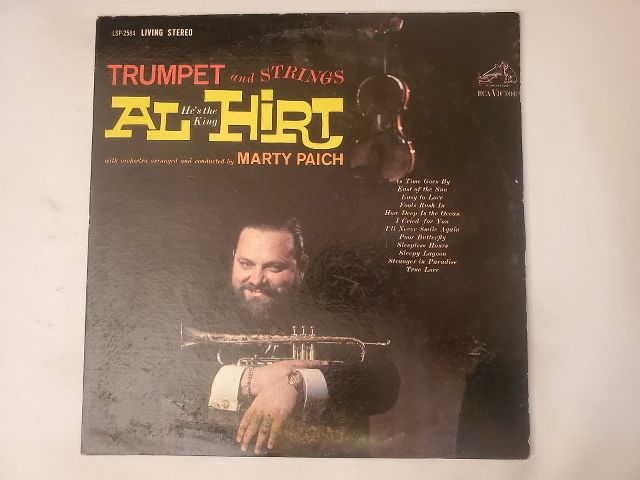 LSP-2584 LIVING STEREO
TRUMPET and STRINGS
He's the King
AL HIRT
with orchestra arranged and conducted by MARTY PAICH
RCA VICTOR
As Time Goes By
East of the Sun
Easy to Love
Fools Rush In
How Deep Is the Ocean
I Cried for You
I'll Never Smile Again
Poor Butterfly
Sleepless Hours
Sleepy Lagoon
Stranger in Paradise
True Love